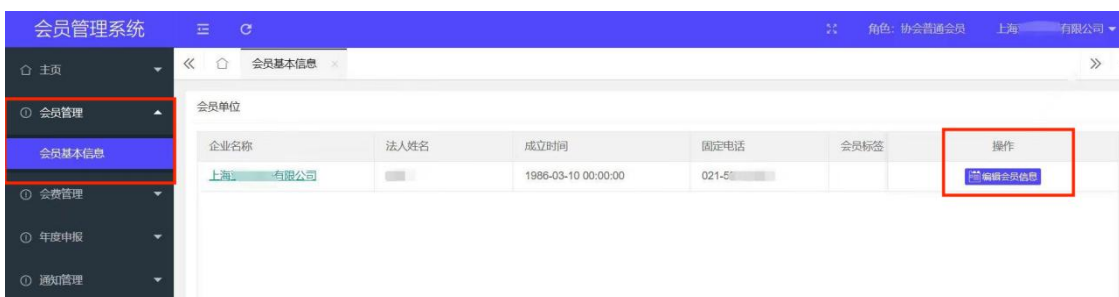 会员管理系统
角色：协会普通会员 上海 有限公司
主页
会员基本信息
会员管理
会员单位
会员基本信息
企业名称 法人姓名 成立时间 固定电话 会员标签 操作
上海 有限公司 1986-03-10 00:00:00 021-5 编辑会员信息
会费管理
年度申报
通知管理